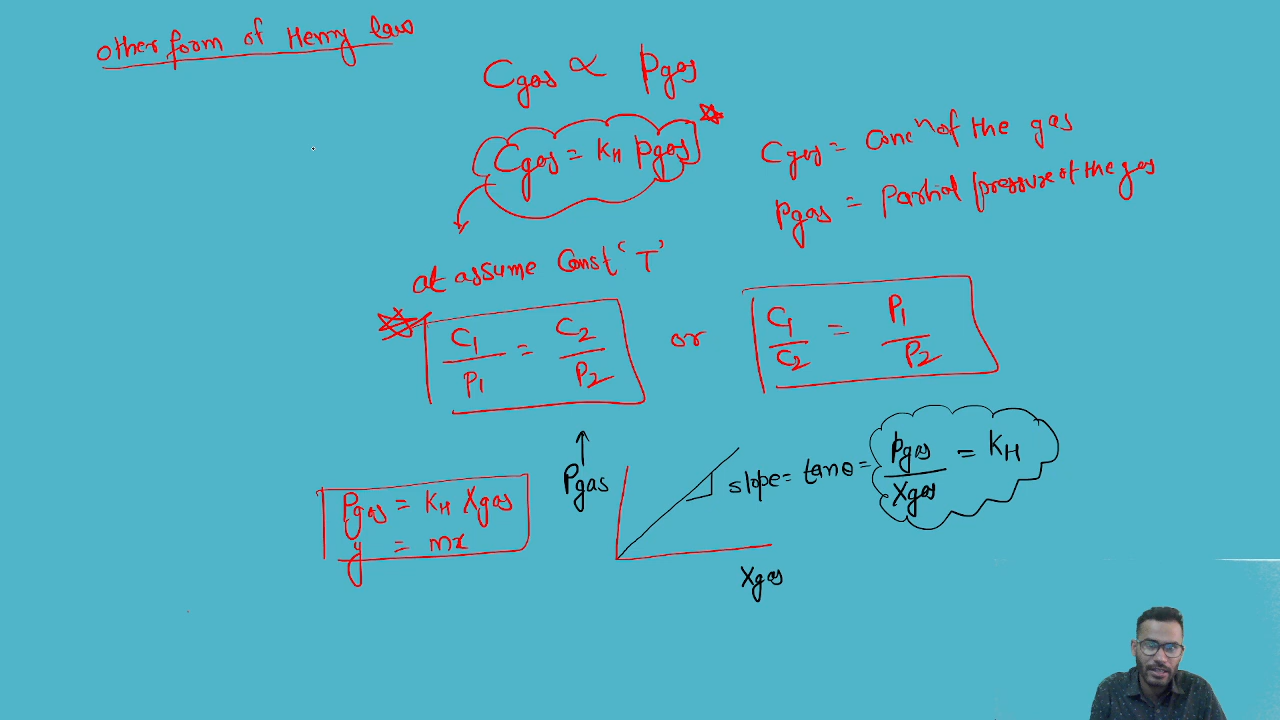 other form of Henry law
Cgas ∝ Pgas
Cgas = KH Pgas
Cgas = concn of the gas
Pgas = Partial pressure of the gas
at assume Const 'T'
C1/P1 = C2/P2 or C1/C2 = P1/P2
Pgas
slope = tanθ = Pgas/Xgas = KH
Pgas = KH Xgas
y = mx
Xgas